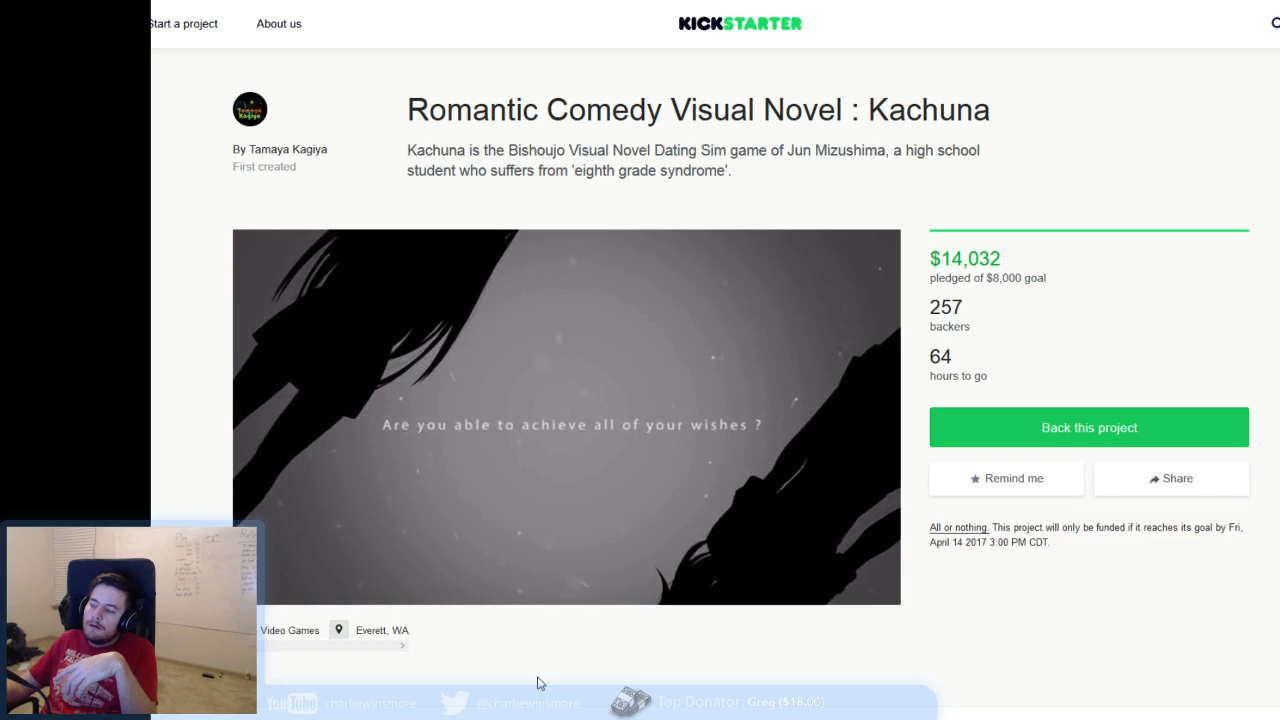 Start a project
About us
KICKSTARTER
Tamaya
Kagiya
By Tamaya Kagiya
First created
Romantic Comedy Visual Novel : Kachuna
Kachuna is the Bishoujo Visual Novel Dating Sim game of Jun Mizushima, a high school
student who suffers from 'eighth grade syndrome'.
Are you able to achieve all of your wishes ?
$14,032
pledged of $8,000 goal
257
backers
64
hours to go
Back this project
Remind me
Share
All or nothing. This project will only be funded if it reaches its goal by Fri,
April 14 2017 3:00 PM CDT.
Video Games
Everett, WA
YouTube charliewinsmore
@charliewinsmore
Top Donator: Greg ($18.00)